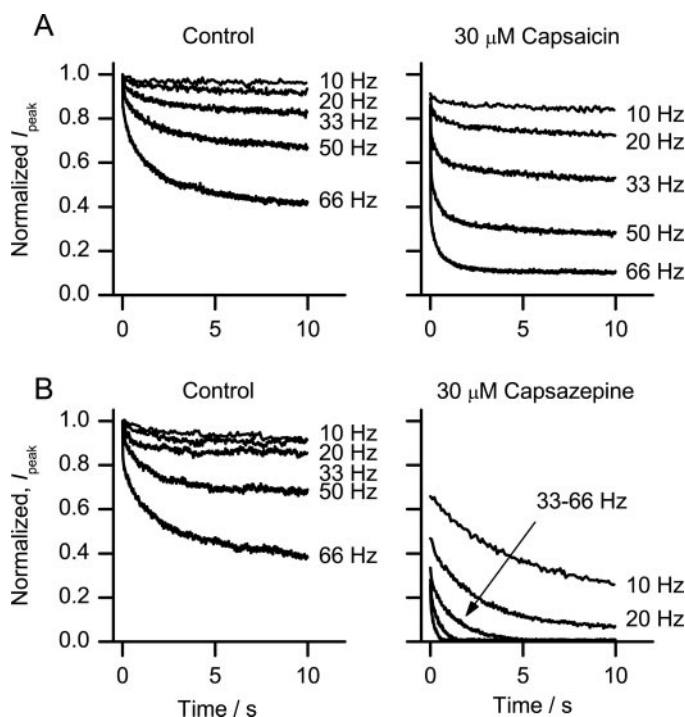 A
Control
30 μM Capsaicin
Normalized Ipeak
1.0
0.8
0.6
0.4
0.2
0.0
10 Hz
20 Hz
33 Hz
50 Hz
66 Hz
10 Hz
20 Hz
33 Hz
50 Hz
66 Hz
0 5 10
0 5 10
B
Control
30 μM Capsazepine
Normalized, Ipeak
1.0
0.8
0.6
0.4
0.2
0.0
10 Hz
20 Hz
33 Hz
50 Hz
66 Hz
33-66 Hz
10 Hz
20 Hz
0 5 10
0 5 10
Time / s
Time / s